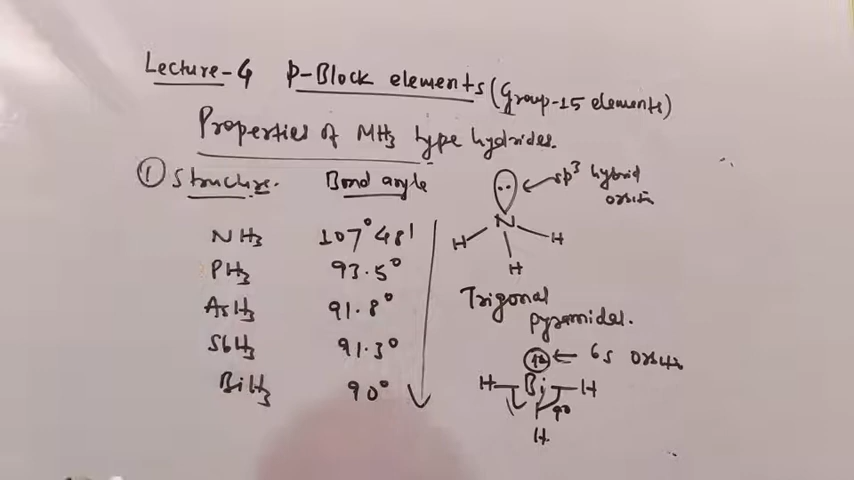 Lecture-4 p-Block elements (Group-15 elements)
Properties of MH3 type hydrides.
① Structure. Bond angle
NH3 107°48'
PH3 93.5°
AsH3 91.8°
SbH3 91.3°
BiH3 90°
sp³ hybrid
N
H H
H
Trigonal
pyramidal.
6s
H Bi H
90
H